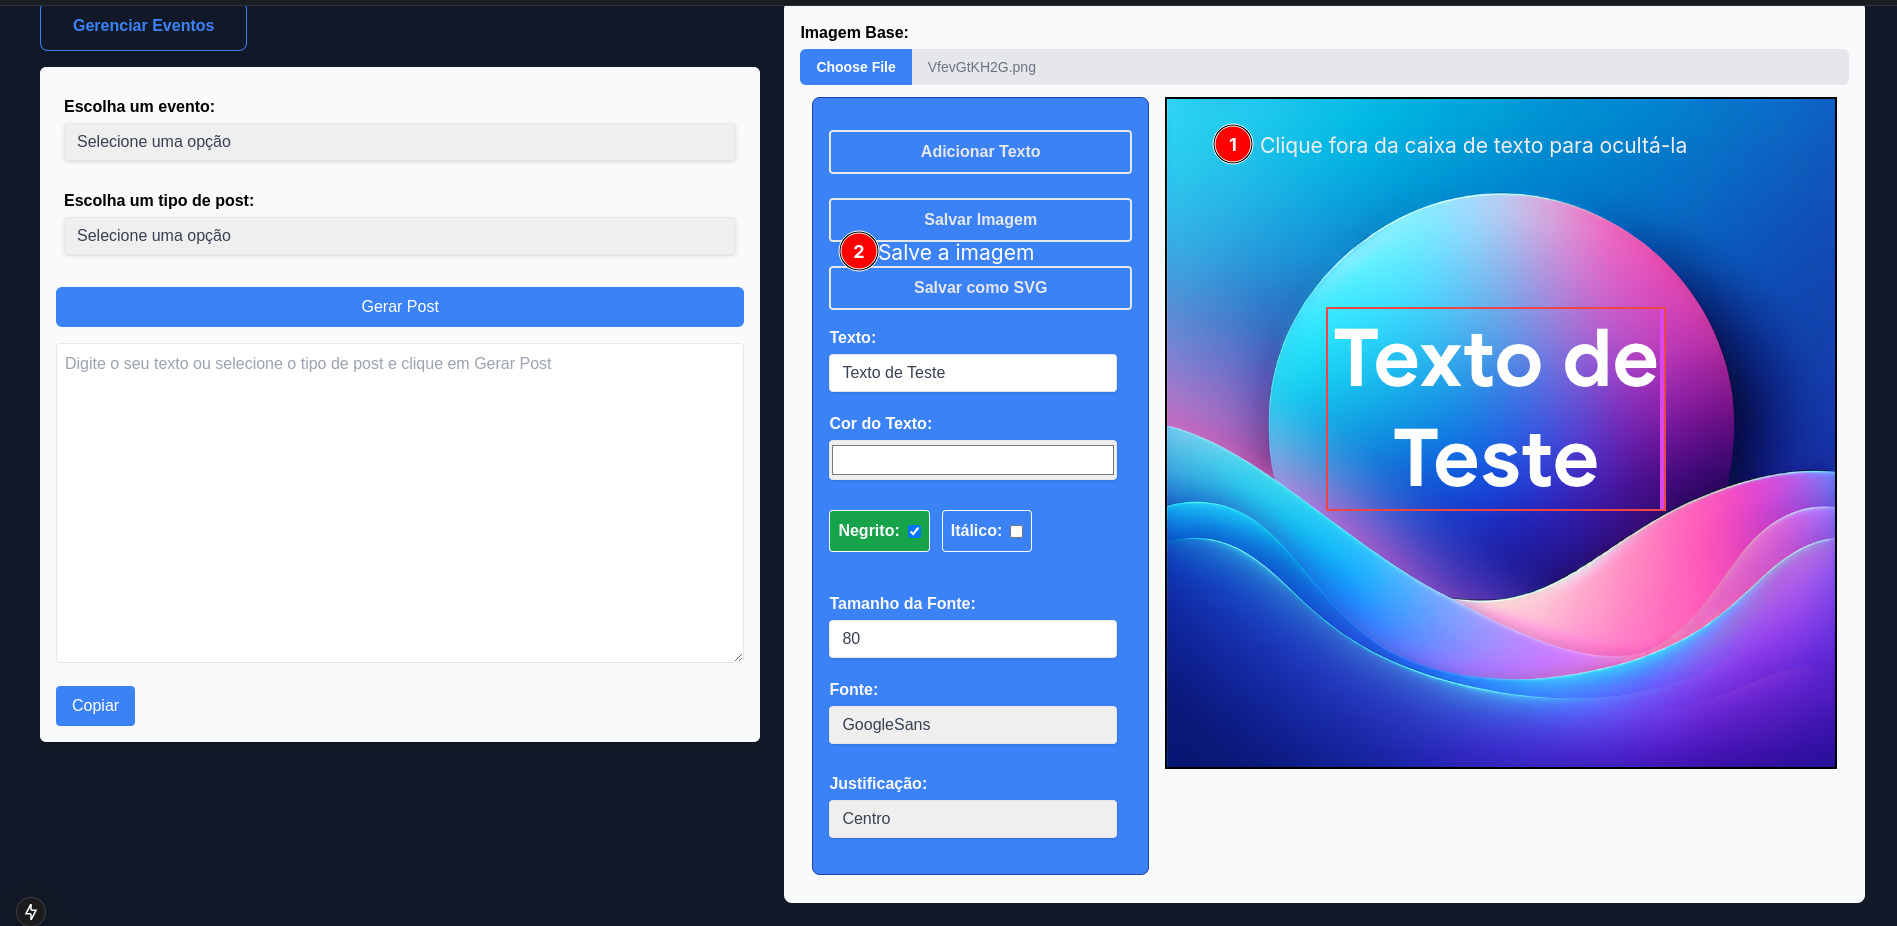 Gerenciar Eventos
Escolha um evento:
Selecione uma opção
Escolha um tipo de post:
Selecione uma opção
Gerar Post
Digite o seu texto ou selecione o tipo de post e clique em Gerar Post
Copiar
Imagem Base:
Choose File VfevGtKH2G.png
Adicionar Texto
Salvar Imagem
2 Salve a imagem
Salvar como SVG
Texto:
Texto de Teste
Cor do Texto:
Negrito: Itálico:
Tamanho da Fonte:
80
Fonte:
GoogleSans
Justificação:
Centro
1 Clique fora da caixa de texto para ocultá-la
Texto de
Teste